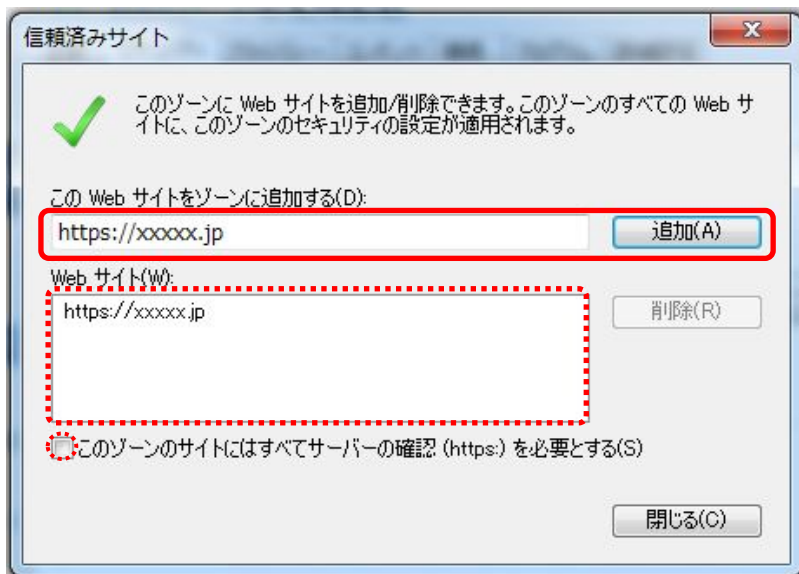 信頼済みサイト
このゾーンに Web サイトを追加/削除できます。このゾーンのすべての Web サ
イトに、このゾーンのセキュリティの設定が適用されます。
この Web サイトをゾーンに追加する(D):
https://xxxxx.jp
追加(A)
Web サイト(W):
https://xxxxx.jp
削除(R)
このゾーンのサイトにはすべてサーバーの確認 (https:) を必要とする(S)
閉じる(C)